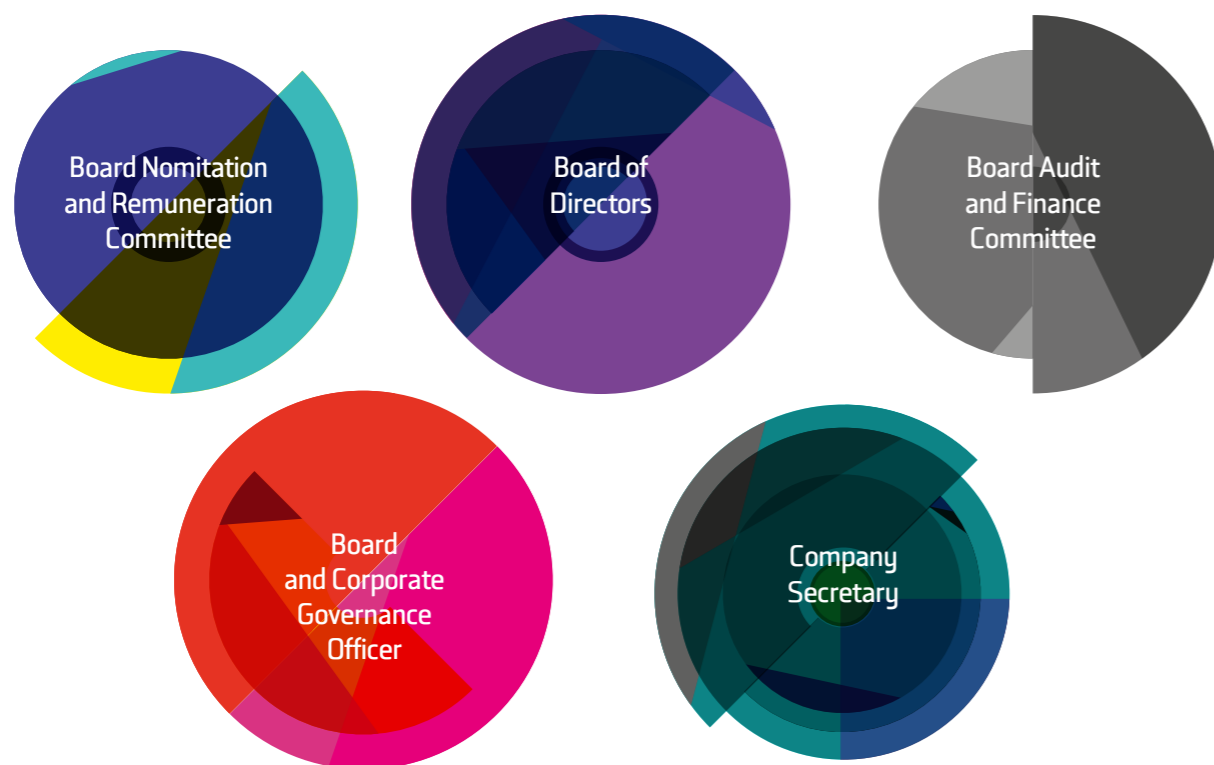 Board Nomitation
and Remuneration
Committee
Board of
Directors
Board Audit
and Finance
Committee
Board
and Corporate
Governance
Officer
Company
Secretary